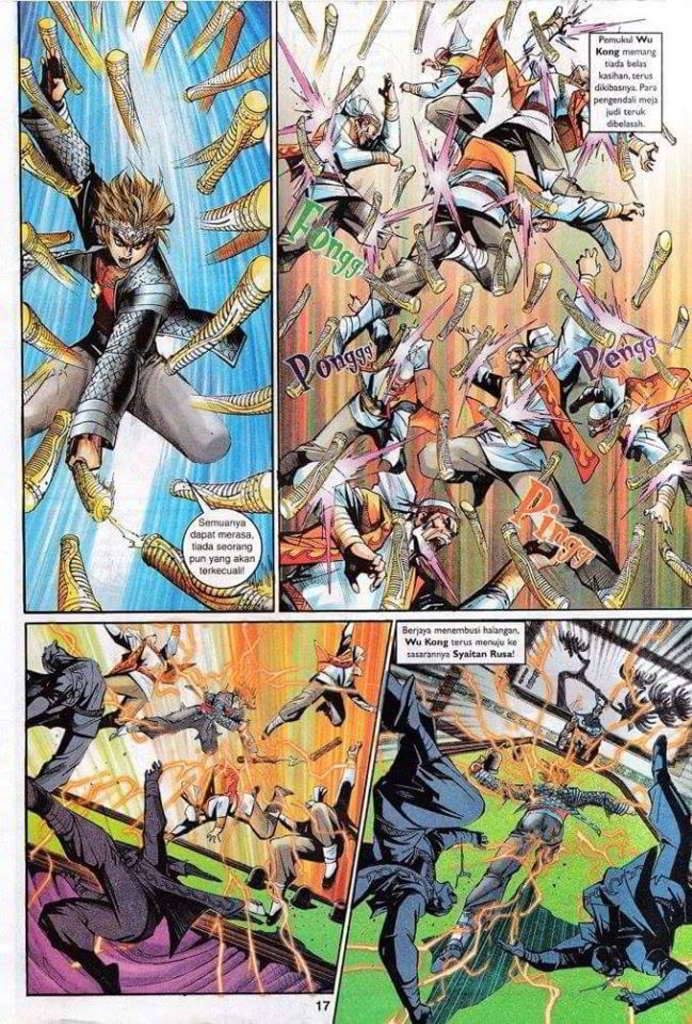 Pemukul Wu
Kong memang
tiada belas
kasihan, terus
dikibasnya. Para
pengendali meja
judi teruk
dibelasah.
Fongggg
Ponggg
Pengg
Pingg
Semuanya
dapat merasa,
tiada seorang
pun yang akan
terkecuali!
Berjaya menembusi halangan,
Wu Kong terus menuju ke
sasarannya Syaitan Rusa!
17